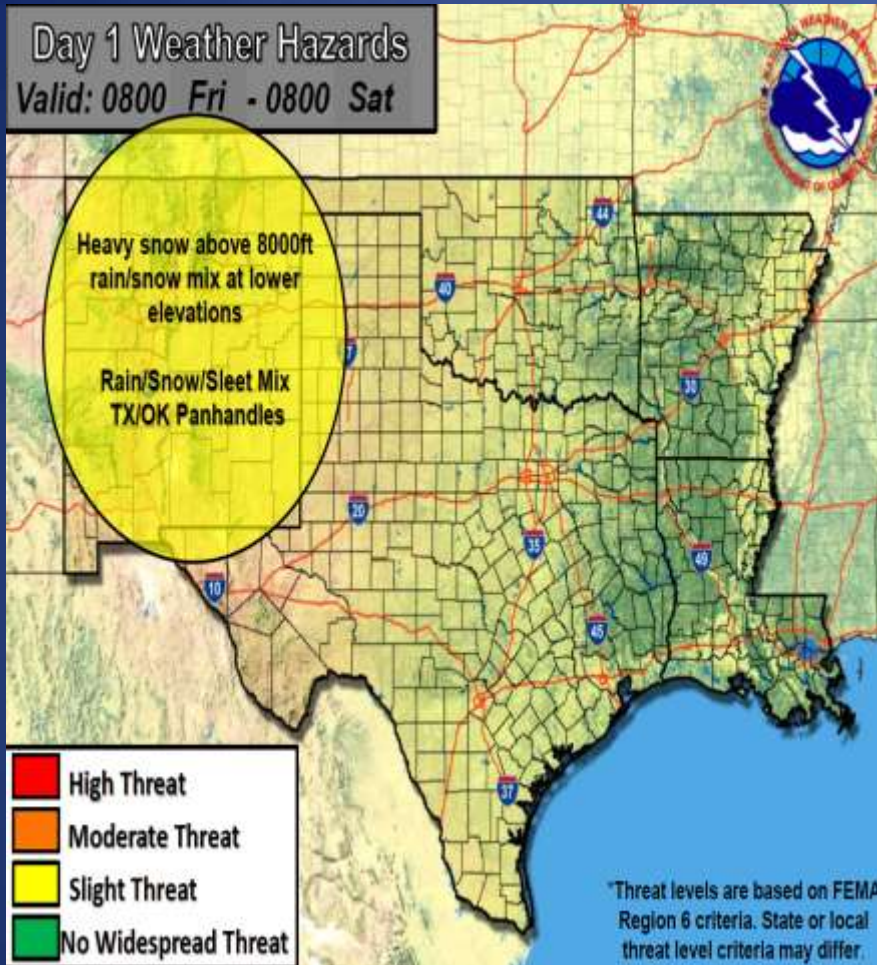 Day 1 Weather Hazards
Valid: 0800 Fri - 0800 Sat
Heavy snow above 8000ft
rain/snow mix at lower
elevations
Rain/Snow/Sleet Mix
TX/OK Panhandles
44
40
30
20
35
49
10
45
37
High Threat
Moderate Threat
Slight Threat
No Widespread Threat
*Threat levels are based on FEMA
Region 6 criteria. State or local
threat level criteria may differ.